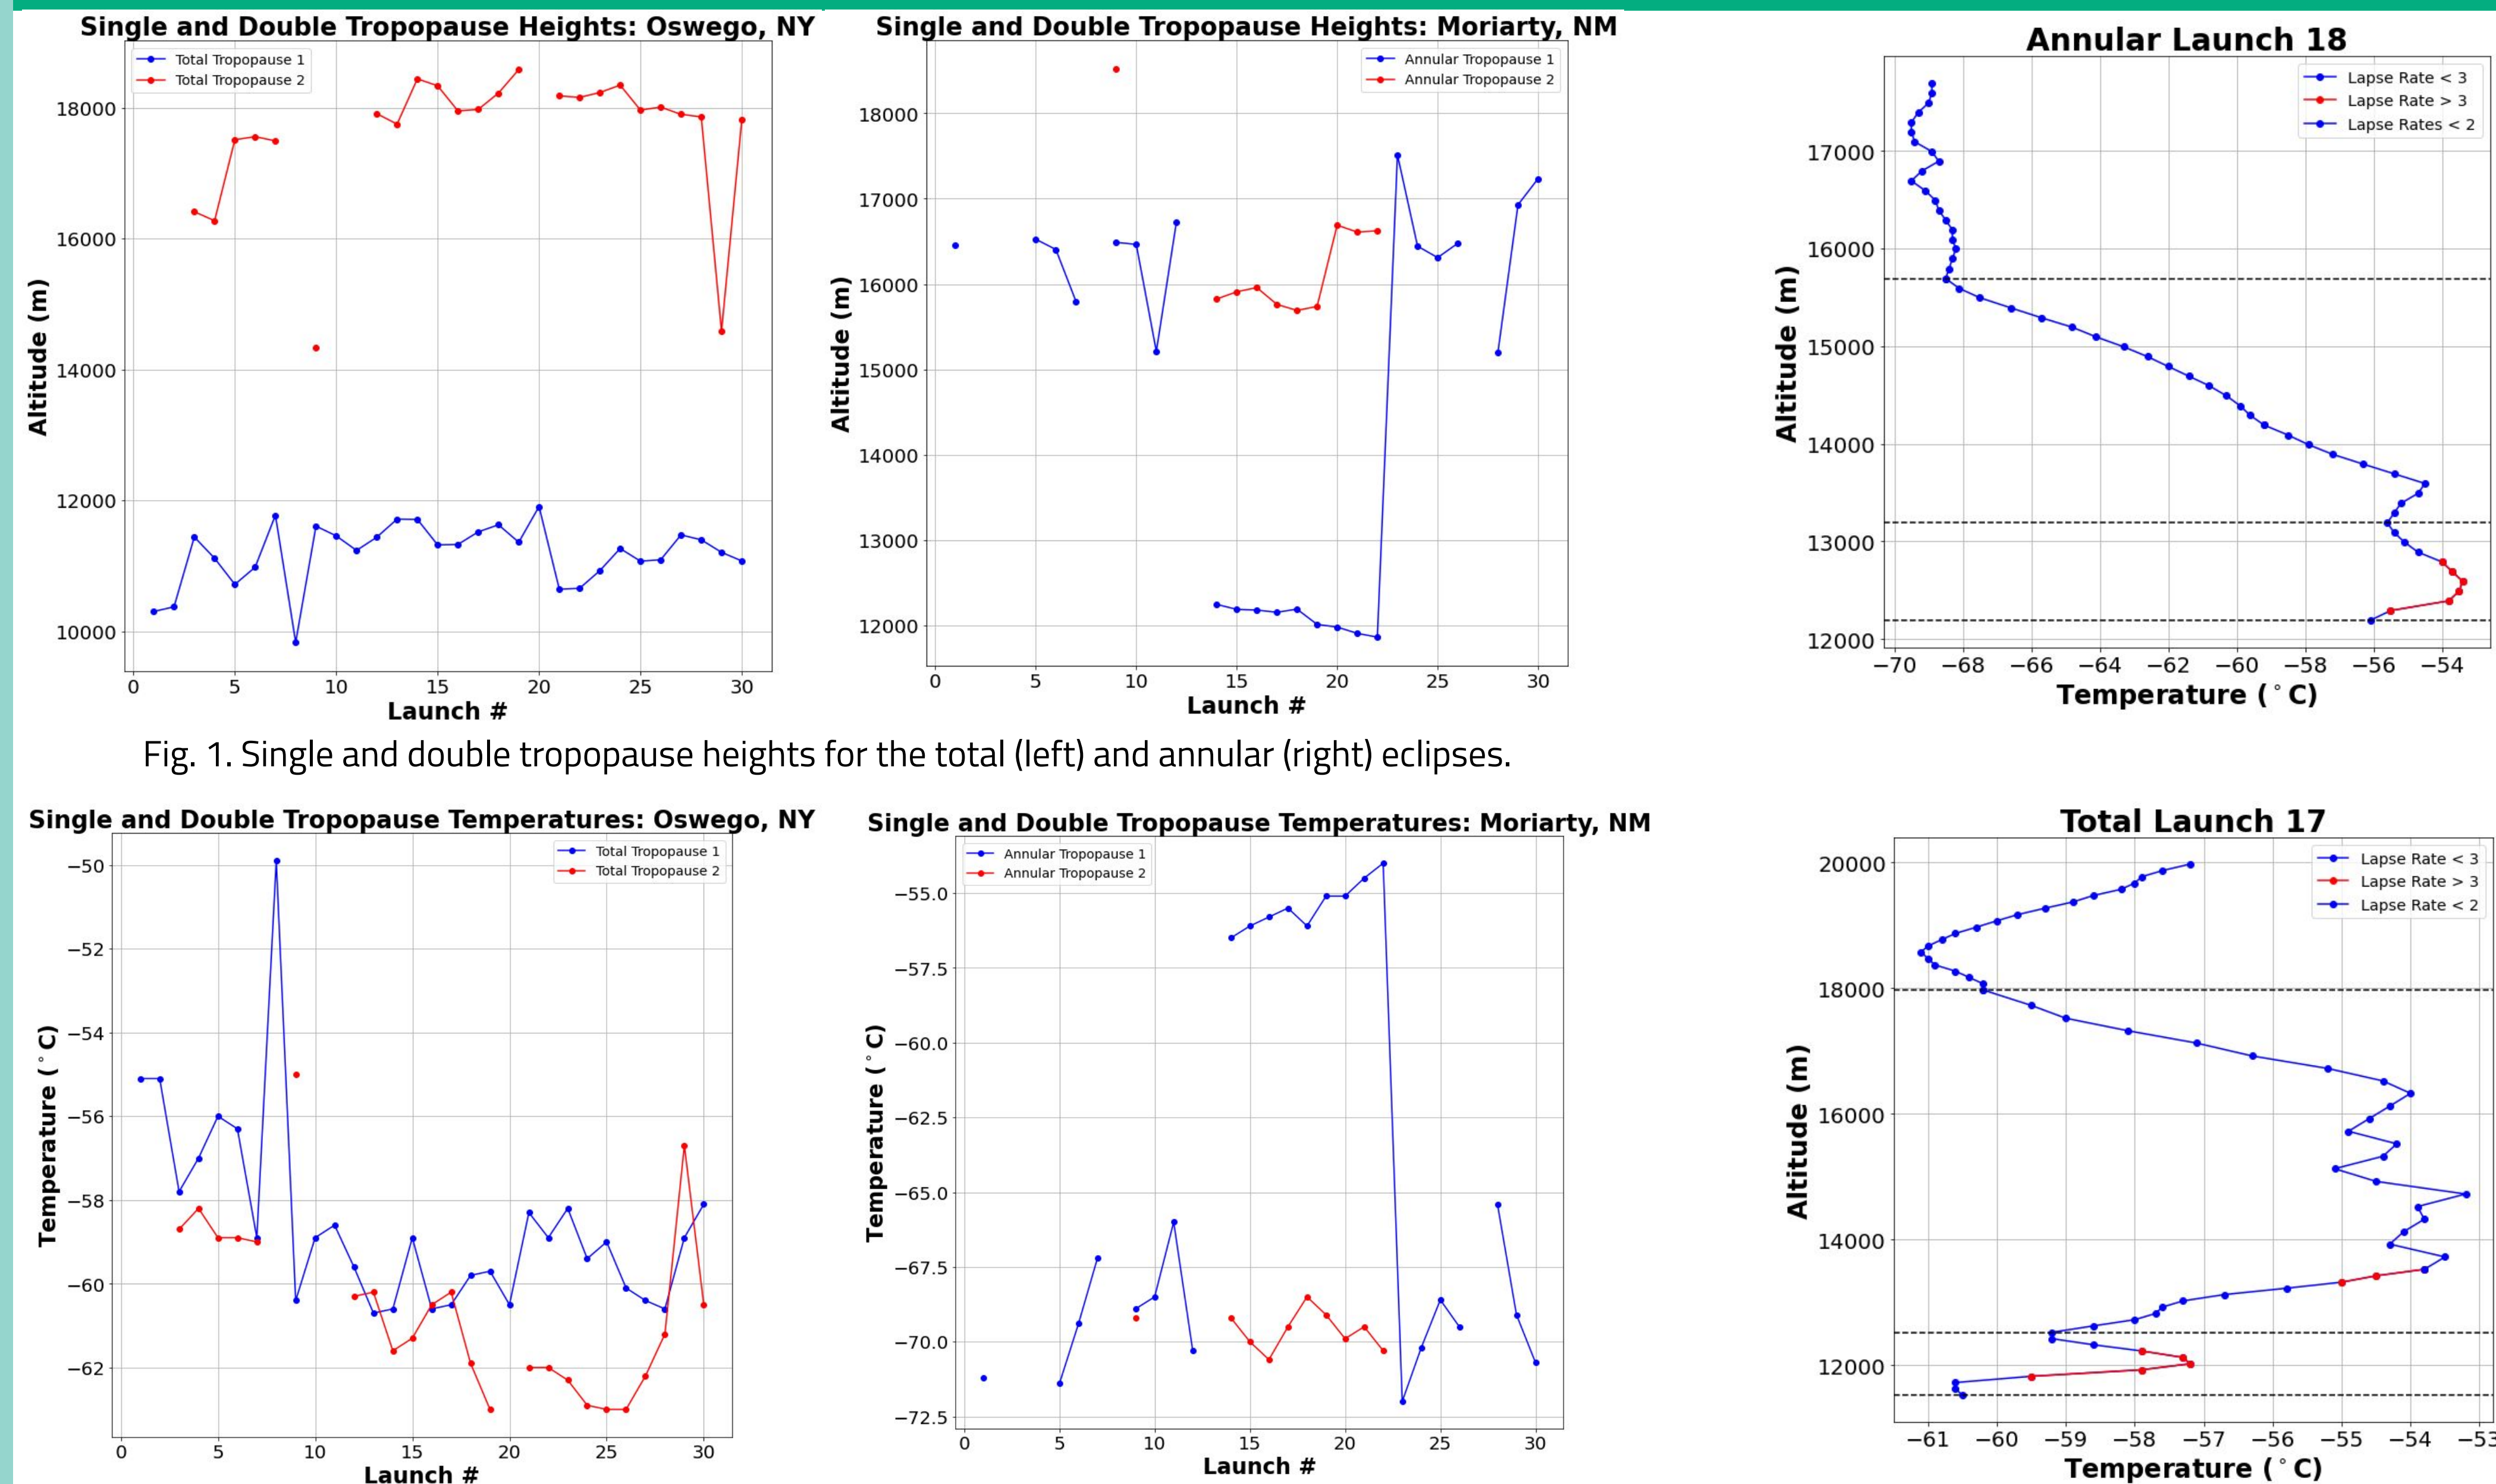 Single and Double Tropopause Heights: Oswego, NY
Total Tropopause 1
Total Tropopause 2
18000
16000
14000
12000
10000
Altitude (m)
0 5 10 15 20 25 30
Launch #
Single and Double Tropopause Heights: Moriarty, NM
Annular Tropopause 1
Annular Tropopause 2
18000
17000
16000
15000
14000
13000
12000
Altitude (m)
0 5 10 15 20 25 30
Launch #
Annular Launch 18
Lapse Rate < 3
Lapse Rate > 3
Lapse Rates < 2
17000
16000
15000
14000
13000
12000
Altitude (m)
−70 −68 −66 −64 −62 −60 −58 −56 −54
Temperature (°C)
Fig. 1. Single and double tropopause heights for the total (left) and annular (right) eclipses.
Single and Double Tropopause Temperatures: Oswego, NY
Total Tropopause 1
Total Tropopause 2
−50
−52
−54
−56
−58
−60
−62
Temperature (°C)
0 5 10 15 20 25 30
Launch #
Single and Double Tropopause Temperatures: Moriarty, NM
Annular Tropopause 1
Annular Tropopause 2
−55.0
−57.5
−60.0
−62.5
−65.0
−67.5
−70.0
−72.5
Temperature (°C)
0 5 10 15 20 25 30
Launch #
Total Launch 17
Lapse Rate < 3
Lapse Rate > 3
Lapse Rate < 2
20000
18000
16000
14000
12000
Altitude (m)
−61 −60 −59 −58 −57 −56 −55 −54 −53
Temperature (°C)